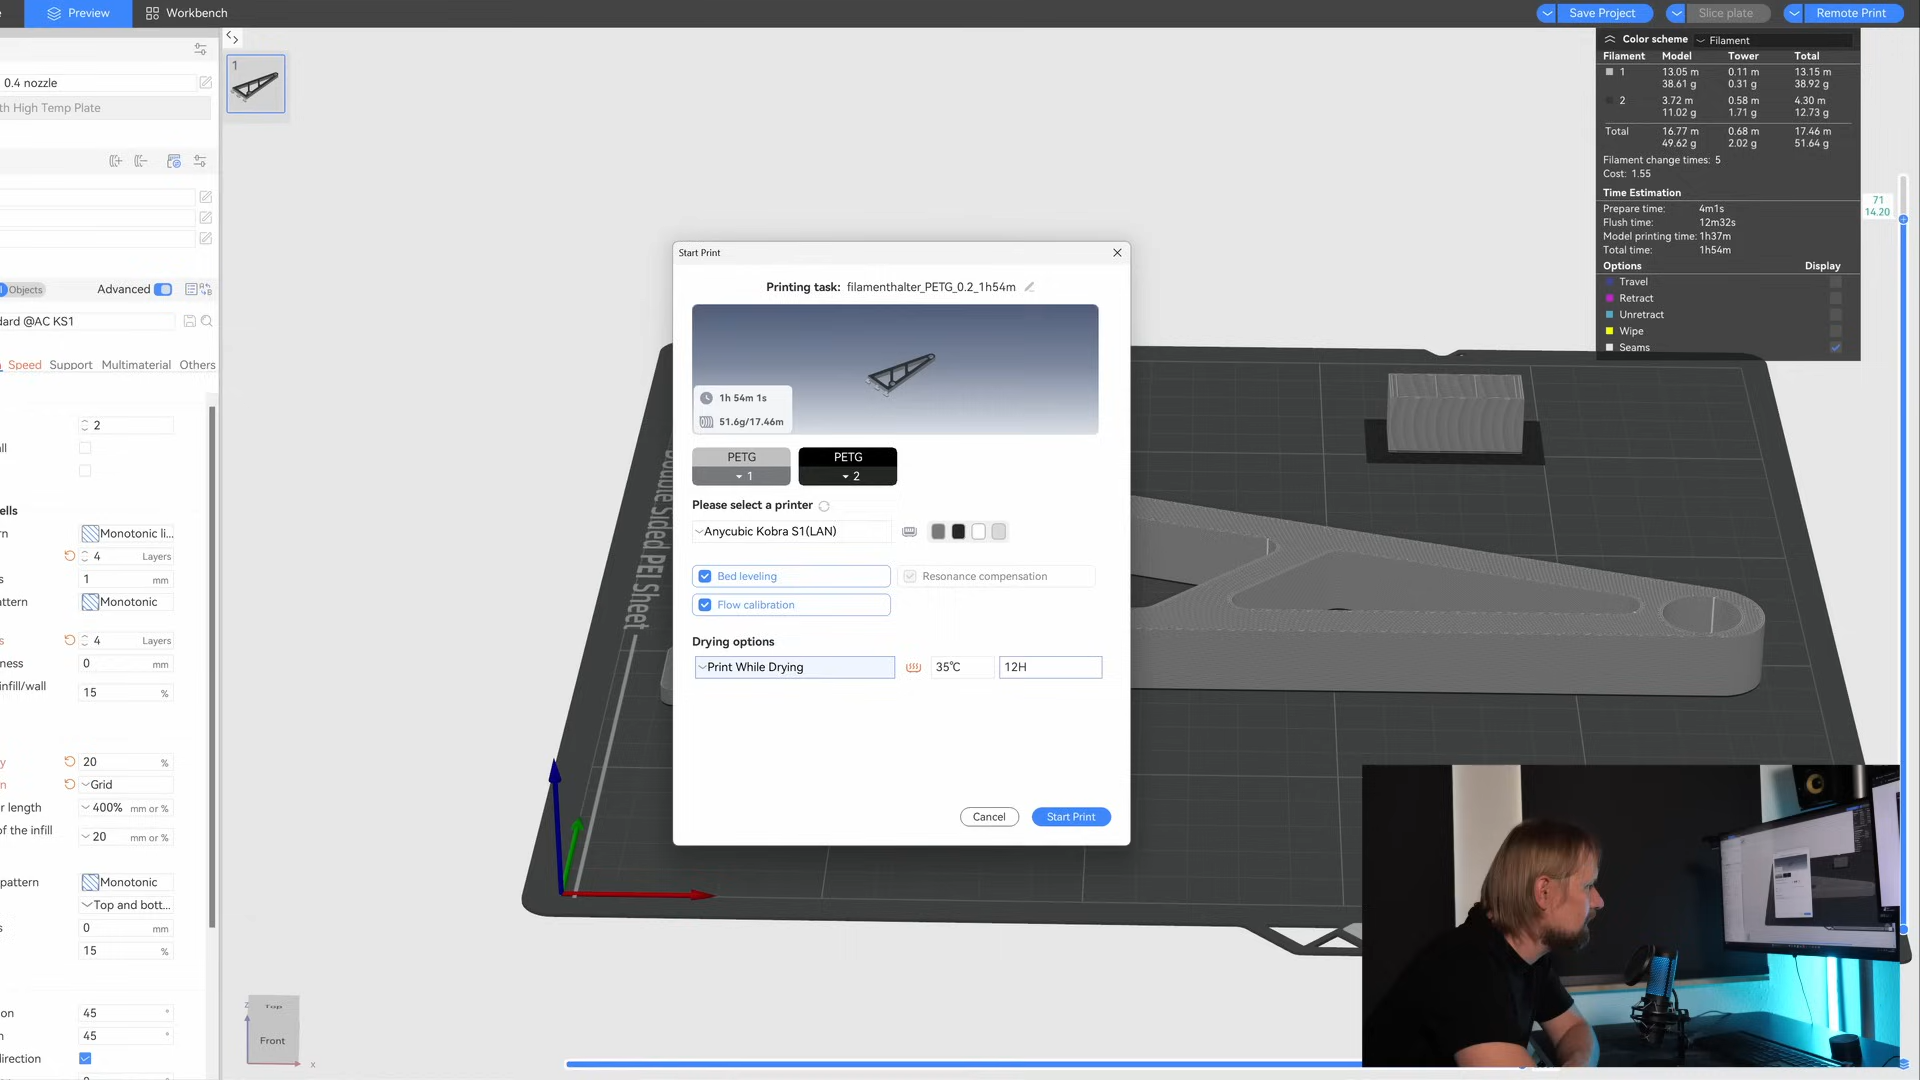 Preview
Workbench
Save Project
Slice plate
Remote Print
0.4 nozzle
th High Temp Plate
Objects
Advanced
dard @AC KS1
Speed
Support
Multimaterial
Others
2
ll
ells
rn
Monotonic li...
4 Layers
s
1 mm
attern
Monotonic
s
4 Layers
ness
0 mm
infill/wall
15 %
y
20 %
n
Grid
r length
400% mm or %
of the infill
20 mm or %
pattern
Monotonic
Top and bott...
s
0 mm
15 %
on
45 °
n
45 °
direction
1
Start Print
Printing task: filamenthalter_PETG_0.2_1h54m
1h 54m 1s
51.6g/17.46m
PETG
1
PETG
2
Please select a printer
Anycubic Kobra S1(LAN)
Bed leveling
Resonance compensation
Flow calibration
Drying options
Print While Drying
35℃
12H
Cancel
Start Print
Color scheme
Filament
Filament Model Tower Total
1 13.05 m 0.11 m 13.15 m
38.61 g 0.31 g 38.92 g
2 3.72 m 0.58 m 4.30 m
11.02 g 1.71 g 12.73 g
Total 16.77 m 0.68 m 17.46 m
49.62 g 2.02 g 51.64 g
Filament change times: 5
Cost: 1.55
Time Estimation
Prepare time: 4m1s
Flush time: 12m32s
Model printing time: 1h37m
Total time: 1h54m
Options Display
Travel
Retract
Unretract
Wipe
Seams
71
14.20
Double Sided PEI Sheet
Top
Front
z
x